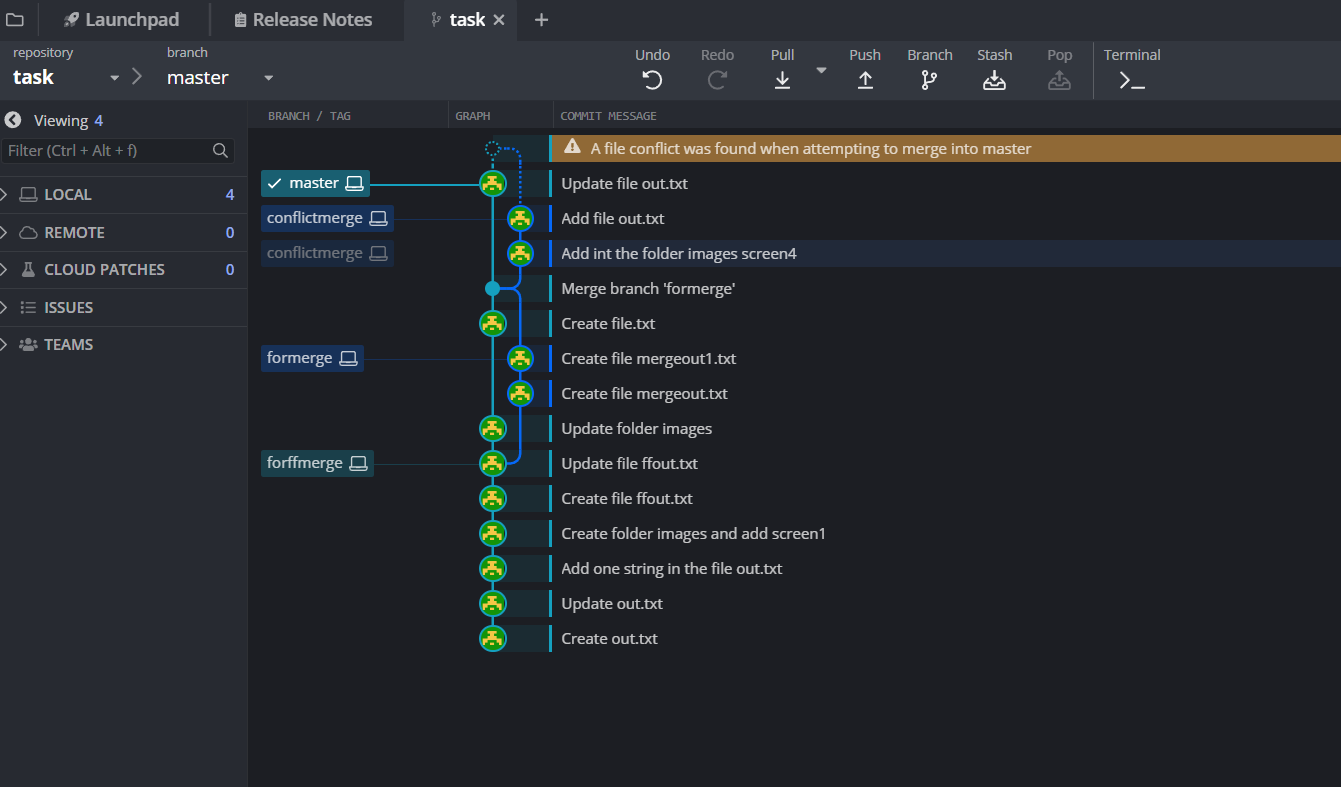 Launchpad Release Notes task
repository branch
task master
Undo Redo Pull Push Branch Stash Pop Terminal
Viewing 4
Filter (Ctrl + Alt + f)
LOCAL 4
REMOTE 0
CLOUD PATCHES 0
ISSUES
TEAMS
BRANCH / TAG GRAPH COMMIT MESSAGE
A file conflict was found when attempting to merge into master
master Update file out.txt
conflictmerge Add file out.txt
conflictmerge Add int the folder images screen4
Merge branch 'formerge'
Create file.txt
formerge Create file mergeout1.txt
Create file mergeout.txt
Update folder images
forffmerge Update file ffout.txt
Create file ffout.txt
Create folder images and add screen1
Add one string in the file out.txt
Update out.txt
Create out.txt